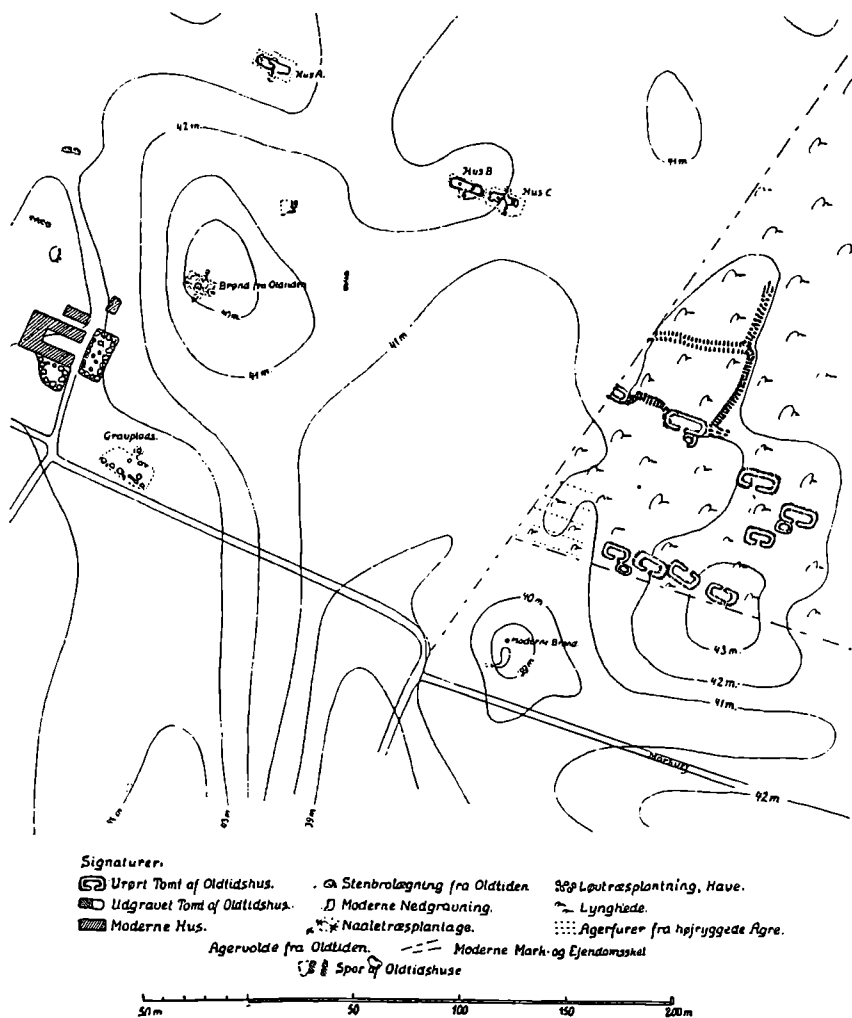 Hus A.
42 m
41 m
Hus B
Hus C
Brønd fra Oldtiden
40 m.
41 m.
41 m
Gravplads.
40 m.
Moderne Brønd
39 m
43 m
42 m.
41 m.
Markvej
42 m
41 m
39 m
Signaturer:
Urørt Tomt af Oldtidshus.
Stenbrolægning fra Oldtiden
Løvtræsplantning, Have.
Udgravet Tomt af Oldtidshus.
Moderne Nedgravning.
Lynghede.
Moderne Hus.
Naaletræsplantage.
Agerfurer fra højryggede Agre.
Agervolde fra Oldtiden.
Moderne Mark- og Ejendomsskel
Spor af Oldtidshuse
50 m
0
50
100
150
200 m